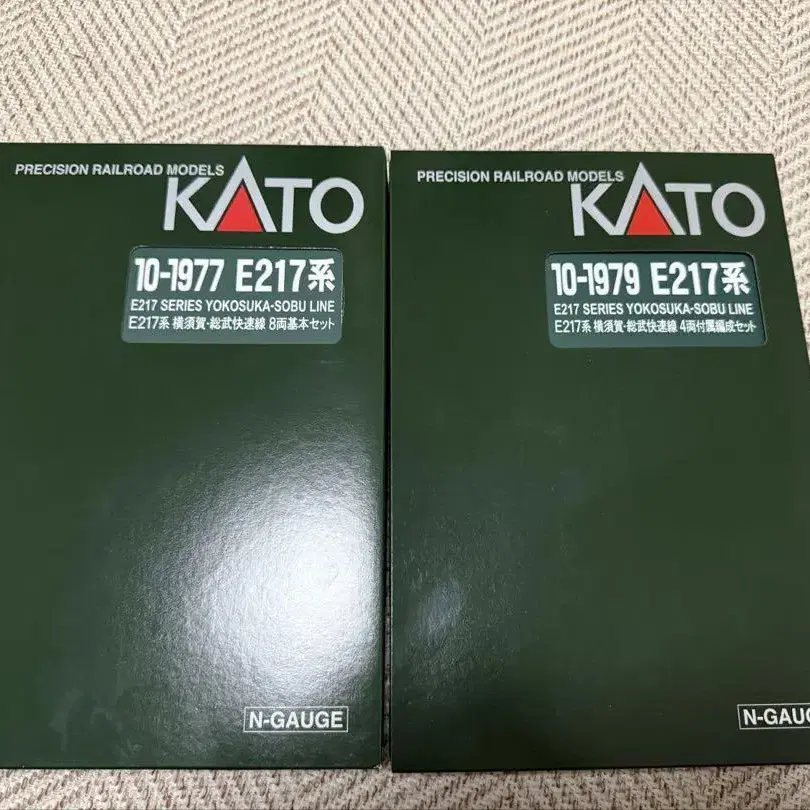 PRECISION RAILROAD MODELS
KATO
10-1977 E217系
E217 SERIES YOKOSUKA-SOBU LINE
E217系 横須賀・総武快速線 8両基本セット
N-GAUGE
PRECISION RAILROAD MODELS
KATO
10-1979 E217系
E217 SERIES YOKOSUKA-SOBU LINE
E217系 横須賀・総武快速線 4両付属編成セット
N-GAUG